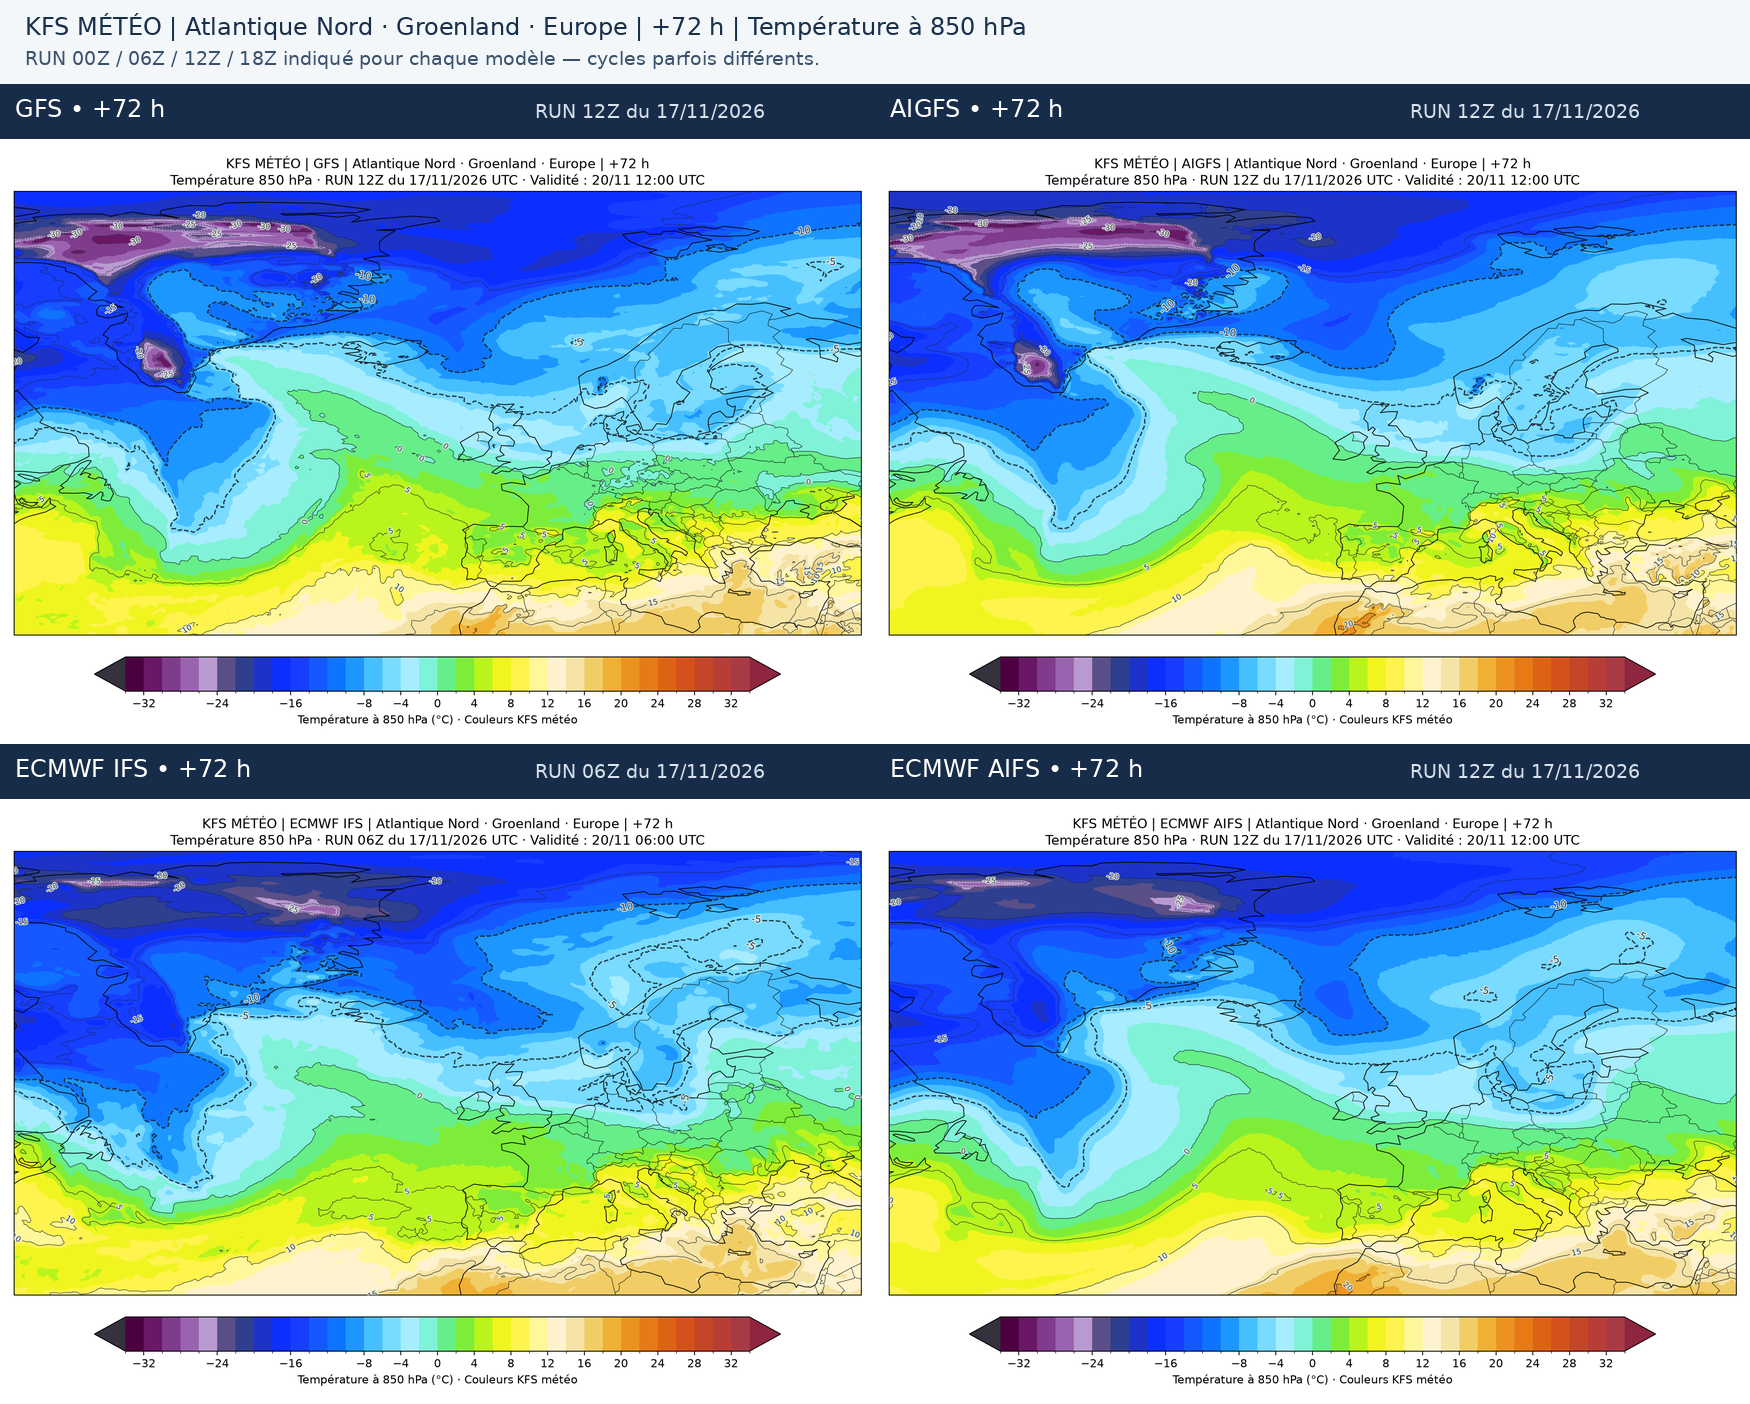 KFS MÉTÉO | Atlantique Nord · Groenland · Europe | +72 h | Température à 850 hPa
RUN 00Z / 06Z / 12Z / 18Z indiqué pour chaque modèle — cycles parfois différents.
GFS • +72 h RUN 12Z du 17/11/2026
KFS MÉTÉO | GFS | Atlantique Nord · Groenland · Europe | +72 h
Température 850 hPa · RUN 12Z du 17/11/2026 UTC · Validité : 20/11 12:00 UTC
−32 −24 −16 −8 −4 0 4 8 12 16 20 24 28 32
Température à 850 hPa (°C) · Couleurs KFS météo
AIGFS • +72 h RUN 12Z du 17/11/2026
KFS MÉTÉO | AIGFS | Atlantique Nord · Groenland · Europe | +72 h
Température 850 hPa · RUN 12Z du 17/11/2026 UTC · Validité : 20/11 12:00 UTC
−32 −24 −16 −8 −4 0 4 8 12 16 20 24 28 32
Température à 850 hPa (°C) · Couleurs KFS météo
ECMWF IFS • +72 h RUN 06Z du 17/11/2026
KFS MÉTÉO | ECMWF IFS | Atlantique Nord · Groenland · Europe | +72 h
Température 850 hPa · RUN 06Z du 17/11/2026 UTC · Validité : 20/11 06:00 UTC
−32 −24 −16 −8 −4 0 4 8 12 16 20 24 28 32
Température à 850 hPa (°C) · Couleurs KFS météo
ECMWF AIFS • +72 h RUN 12Z du 17/11/2026
KFS MÉTÉO | ECMWF AIFS | Atlantique Nord · Groenland · Europe | +72 h
Température 850 hPa · RUN 12Z du 17/11/2026 UTC · Validité : 20/11 12:00 UTC
−32 −24 −16 −8 −4 0 4 8 12 16 20 24 28 32
Température à 850 hPa (°C) · Couleurs KFS météo